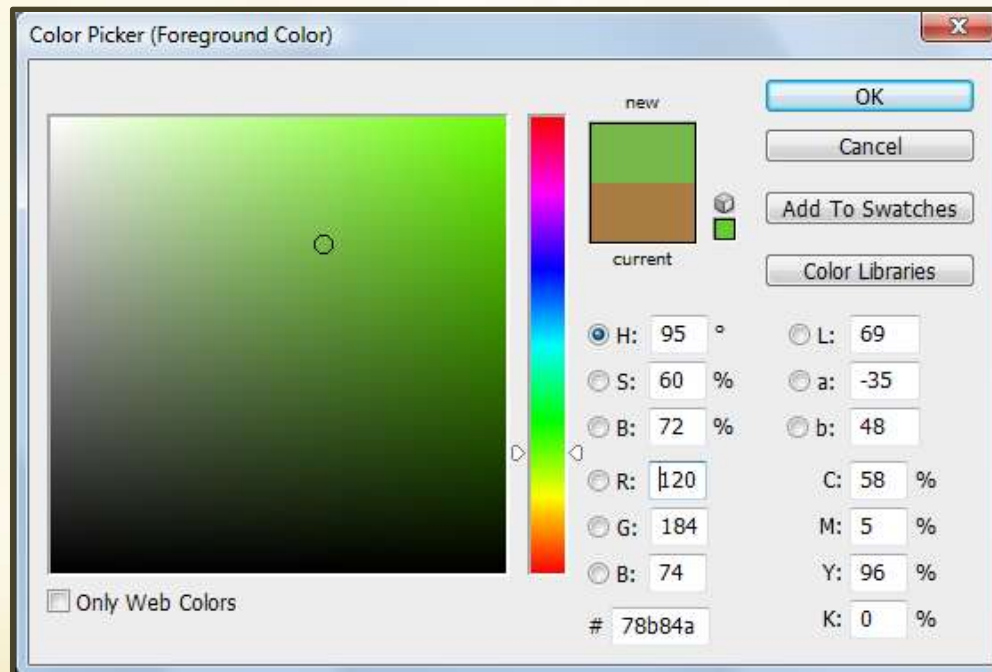 Color Picker (Foreground Color)
X
new
OK
Cancel
Add To Swatches
current
Color Libraries
H: 95 ° L: 69
S: 60 % a: -35
B: 72 % b: 48
R: 120 C: 58 %
G: 184 M: 5 %
B: 74 Y: 96 %
Only Web Colors
# 78b84a K: 0 %